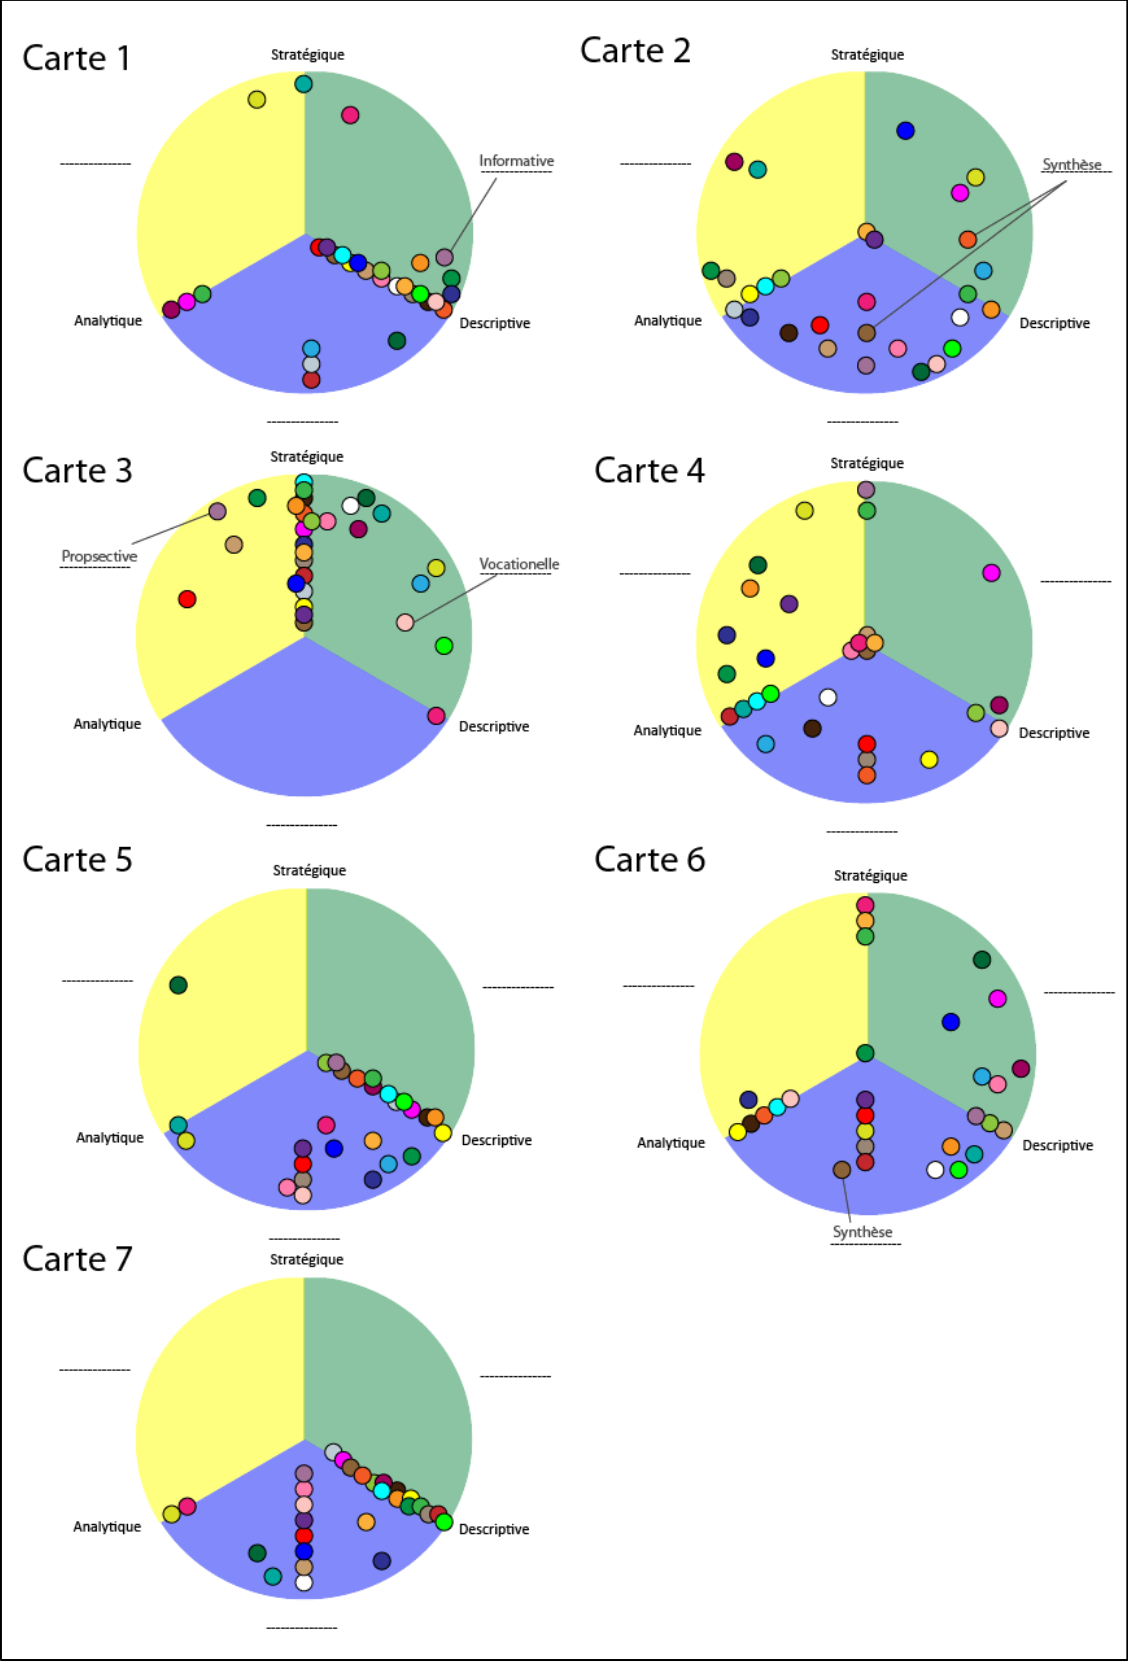 Carte 1
Stratégique
Informative
Analytique
Descriptive
Carte 2
Stratégique
Synthèse
Analytique
Descriptive
Carte 3
Stratégique
Propsective
Vocationelle
Analytique
Descriptive
Carte 4
Stratégique
Analytique
Descriptive
Carte 5
Stratégique
Analytique
Descriptive
Carte 6
Stratégique
Analytique
Descriptive
Synthèse
Carte 7
Stratégique
Analytique
Descriptive